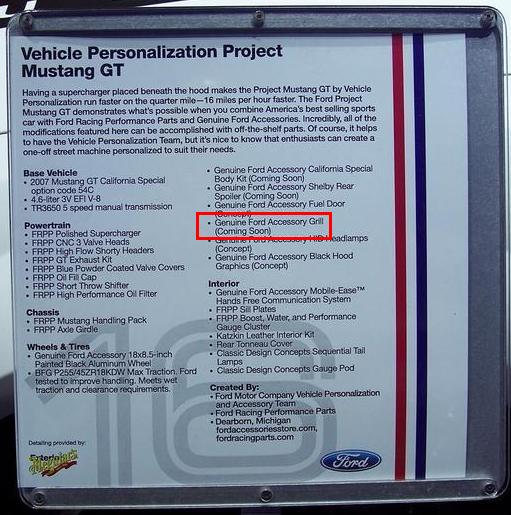 Vehicle Personalization Project
Mustang GT
Having a supercharger placed beneath the hood makes the Project Mustang GT by Vehicle
Personalization run faster on the quarter mile—16 miles per hour faster. The Ford Project
Mustang GT demonstrates what's possible when you combine America's best selling sports
car with Ford Racing Performance Parts and Genuine Ford Accessories. Incredibly, all of the
modifications featured here can be accomplished with off-the-shelf parts. Of course, it helps
to have the Vehicle Personalization Team, but it's nice to know that enthusiasts can create a
one-off street machine personalized to suit their needs.
Base Vehicle
• 2007 Mustang GT California Special
option code 54C
• 4.6-liter 3V EFI V-8
• TR3650 5 speed manual transmission
Powertrain
• FRPP Polished Supercharger
• FRPP CNC 3 Valve Heads
• FRPP High Flow Shorty Headers
• FRPP GT Exhaust Kit
• FRPP Blue Powder Coated Valve Covers
• FRPP Oil Fill Cap
• FRPP Short Throw Shifter
• FRPP High Performance Oil Filter
Chassis
• FRPP Mustang Handling Pack
• FRPP Axle Girdle
Wheels & Tires
• Genuine Ford Accessory 18x8.5-inch
Painted Black Aluminum Wheel
• BFG P255/45ZR18KDW Max Traction. Ford
tested to improve handling. Meets wet
traction and clearance requirements.
• Genuine Ford Accessory California Special
Body Kit (Coming Soon)
• Genuine Ford Accessory Shelby Rear
Spoiler (Coming Soon)
• Genuine Ford Accessory Fuel Door
(Concept)
• Genuine Ford Accessory Grill
(Coming Soon)
• Genuine Ford Accessory HID Headlamps
(Concept)
• Genuine Ford Accessory Black Hood
Graphics (Concept)
Interior
• Genuine Ford Accessory Mobile-Ease™
Hands Free Communication System
• FRPP Sill Plates
• FRPP Boost, Water, and Performance
Gauge Cluster
• Katzkin Leather Interior Kit
• Rear Tonneau Cover
• Classic Design Concepts Sequential Tail
Lamps
• Classic Design Concepts Gauge Pod
Created By:
• Ford Motor Company Vehicle Personalization
and Accessory Team
• Ford Racing Performance Parts
• Dearborn, Michigan
fordaccessoriesstore.com,
fordracingparts.com
16
Detailing provided by:
Ford